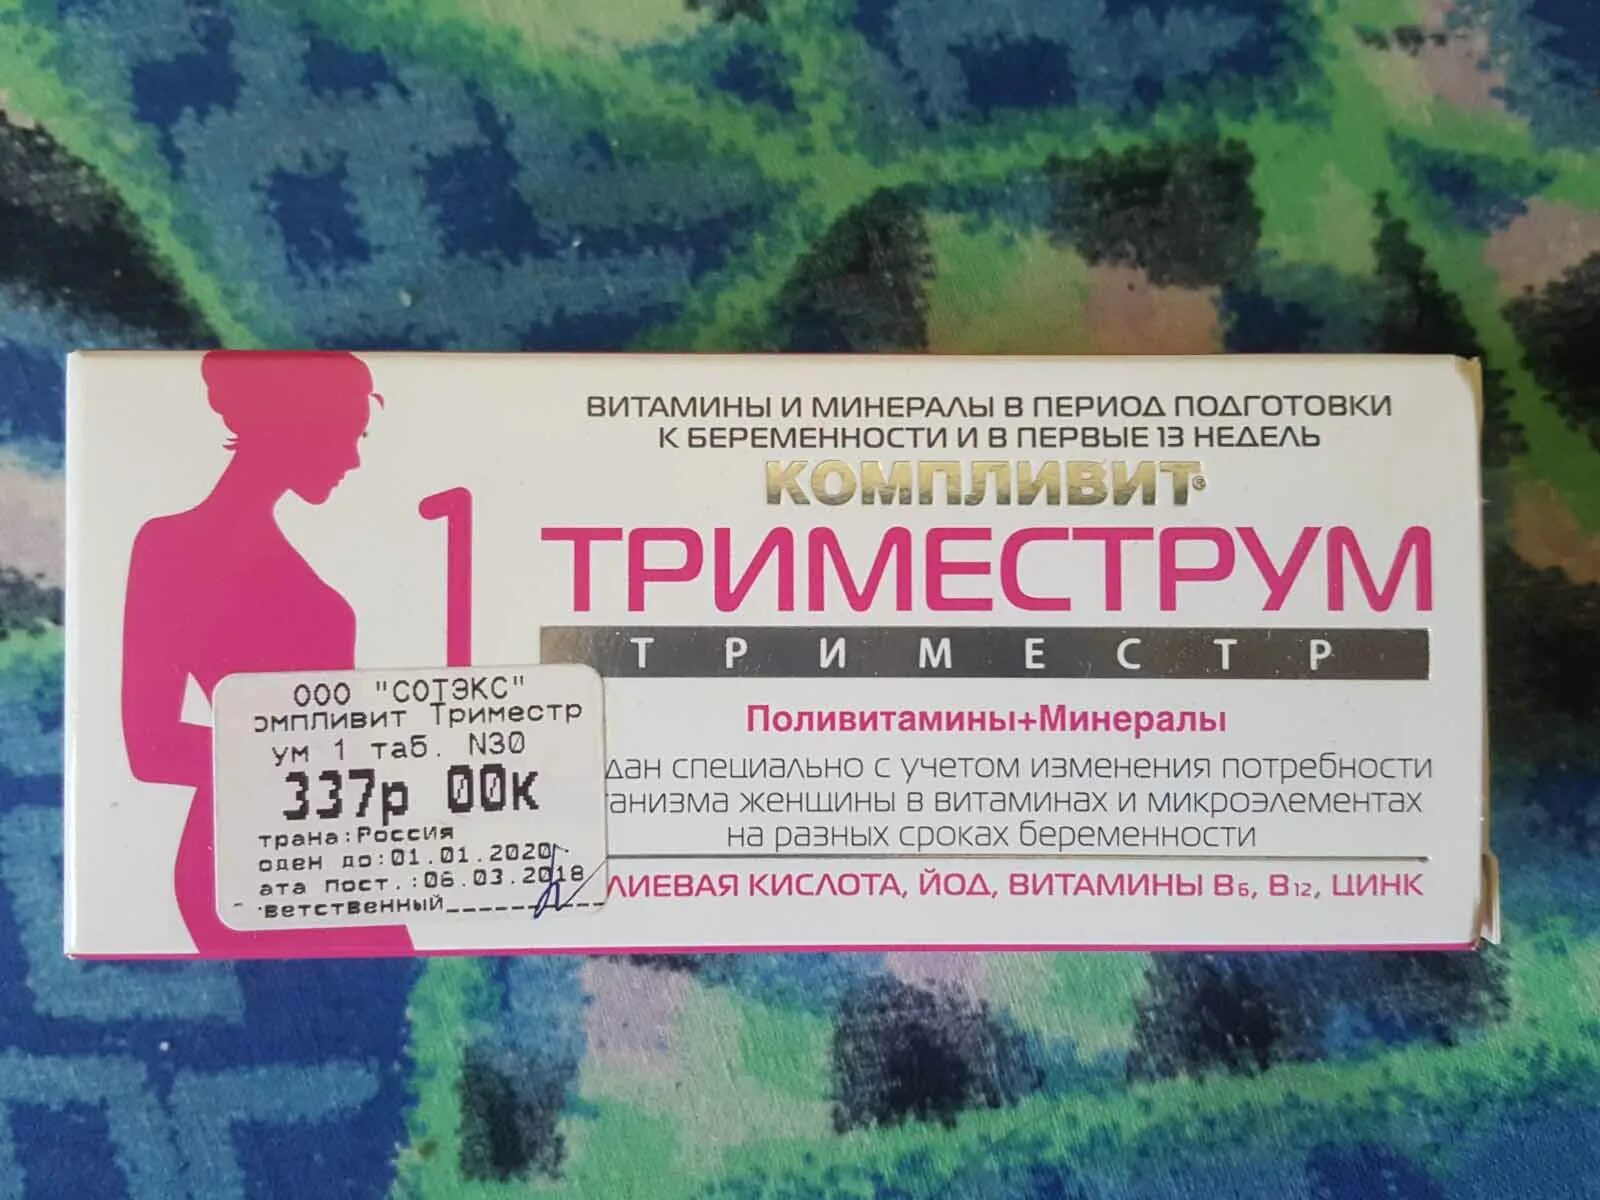 ВИТАМИНЫ И МИНЕРАЛЫ В ПЕРИОД ПОДГОТОВКИ
К БЕРЕМЕННОСТИ И В ПЕРВЫЕ 13 НЕДЕЛЬ
КОМПЛИВИТ®
1 ТРИМЕСТРУМ
ТРИМЕСТР
Поливитамины+Минералы
дан специально с учетом изменения потребности
анизма женщины в витаминах и микроэлементах
на разных сроках беременности
лиевая кислота, йод, витамины B6, B12, цинк
ООО "СОТЭКС"
омпливит Триместр
ум 1 таб. N30
337р 00к
трана:Россия
оден до:01.01.2020
ата пост.:06.03.2018
ветственный